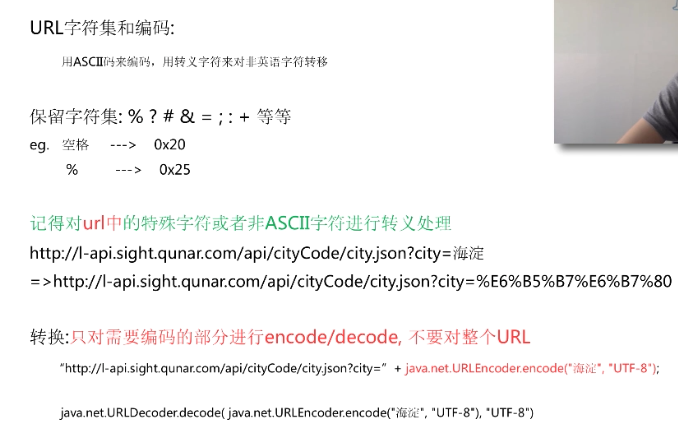 URL字符集和编码:
用ASCII码来编码，用转义字符来对非英语字符转移
保留字符集: % ? # & = ; : + 等等
eg. 空格 ---> 0x20
% ---> 0x25
记得对url中的特殊字符或者非ASCII字符进行转义处理
http://l-api.sight.qunar.com/api/cityCode/city.json?city=海淀
=>http://l-api.sight.qunar.com/api/cityCode/city.json?city=%E6%B5%B7%E6%B7%80
转换:只对需要编码的部分进行encode/decode, 不要对整个URL
“http://l-api.sight.qunar.com/api/cityCode/city.json?city=” + java.net.URLEncoder.encode("海淀", "UTF-8");
java.net.URLDecoder.decode( java.net.URLEncoder.encode("海淀", "UTF-8"), "UTF-8")